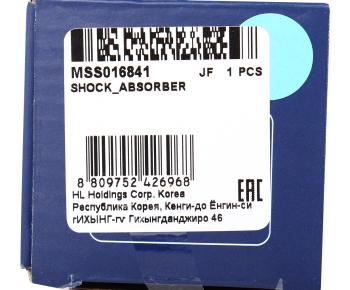 MSS016841 JF 1 PCS
SHOCK_ABSORBER
8 809752 426968
EAC
HL Holdings Corp. Korea
Республика Корея, Кенги-до Ёнгин-си
гИХЫНГ-гу Гихынгданджиро 46